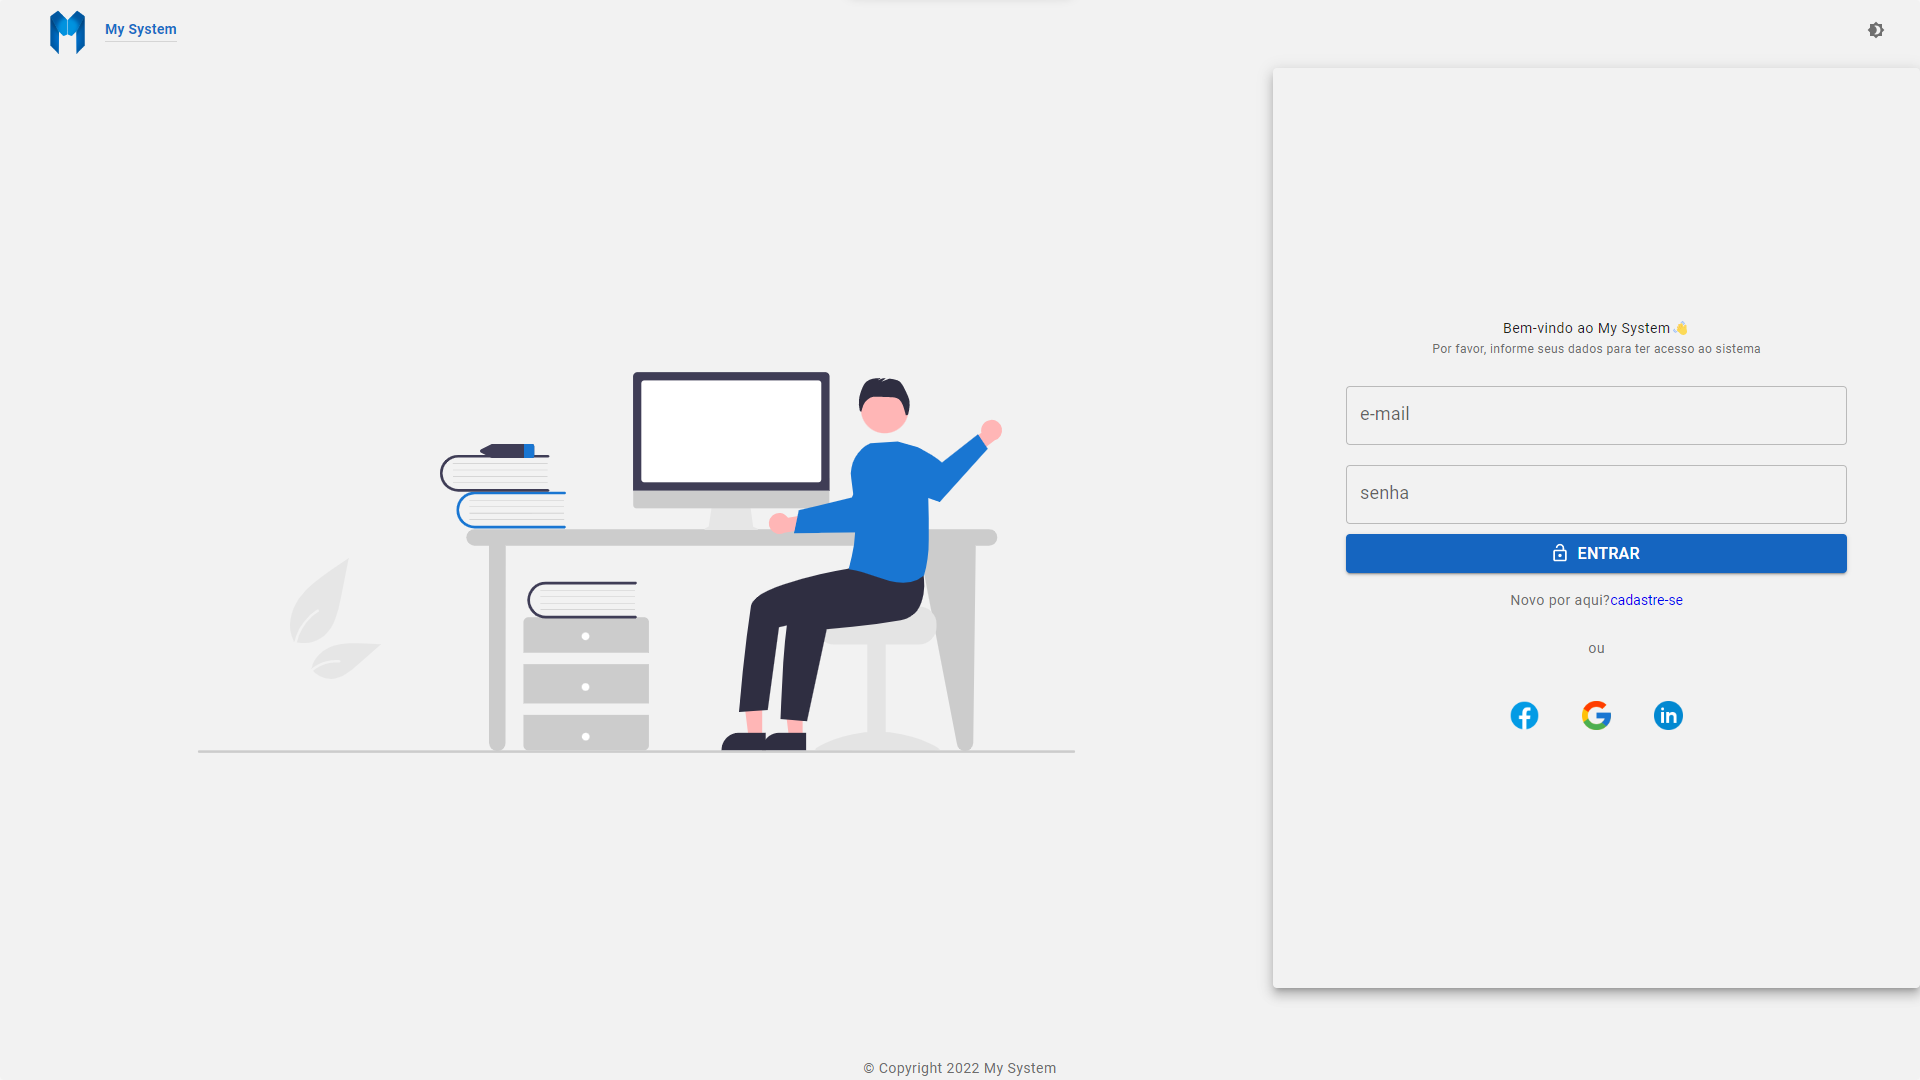 My System
Bem-vindo ao My System👋
Por favor, informe seus dados para ter acesso ao sistema
e-mail
senha
ENTRAR
Novo por aqui?cadastre-se
ou
© Copyright 2022 My System